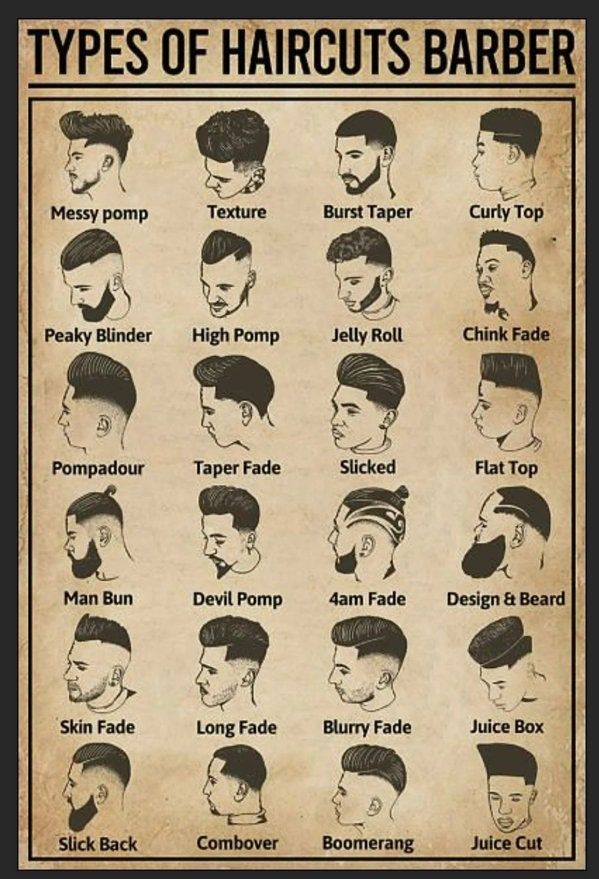 TYPES OF HAIRCUTS BARBER
Messy pomp Texture Burst Taper Curly Top
Peaky Blinder High Pomp Jelly Roll Chink Fade
Pompadour Taper Fade Slicked Flat Top
Man Bun Devil Pomp 4am Fade Design & Beard
Skin Fade Long Fade Blurry Fade Juice Box
Slick Back Combover Boomerang Juice Cut